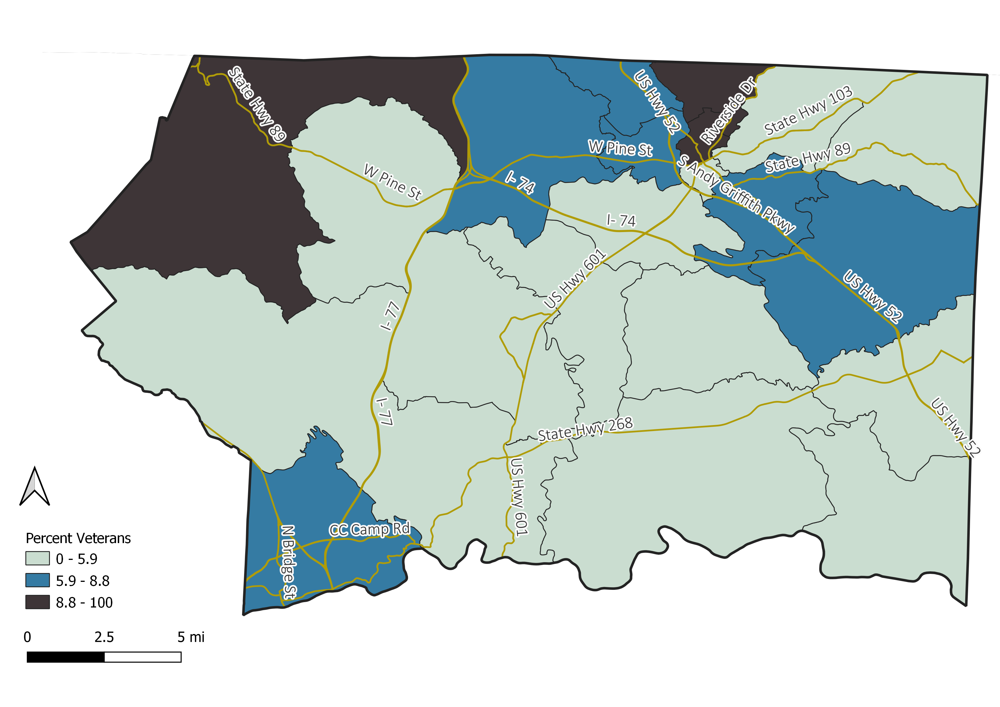 State Hwy 89
US Hwy 52
Riverside Dr
State Hwy 103
W Pine St
State Hwy 89
W Pine St
I- 74
S Andy Griffith Pkwy
I- 74
US Hwy 601
US Hwy 52
I- 77
I- 77
State Hwy 268
US Hwy 52
US Hwy 601
CC Camp Rd
N Bridge St
Percent Veterans
0 - 5.9
5.9 - 8.8
8.8 - 100
0 2.5 5 mi